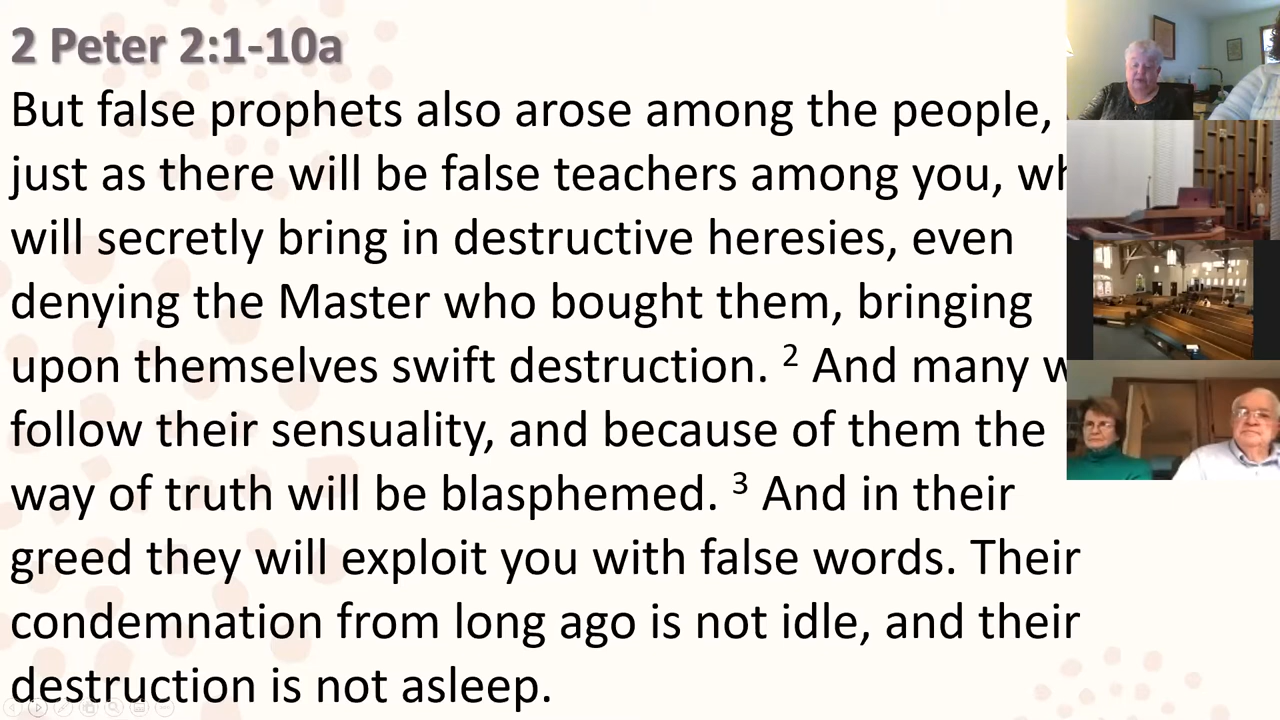 2 Peter 2:1-10a
But false prophets also arose among the people,
just as there will be false teachers among you,
will secretly bring in destructive heresies, even
denying the Master who bought them, bringing
upon themselves swift destruction. ² And many
follow their sensuality, and because of them the
way of truth will be blasphemed. ³ And in their
greed they will exploit you with false words. Their
condemnation from long ago is not idle, and their
destruction is not asleep.